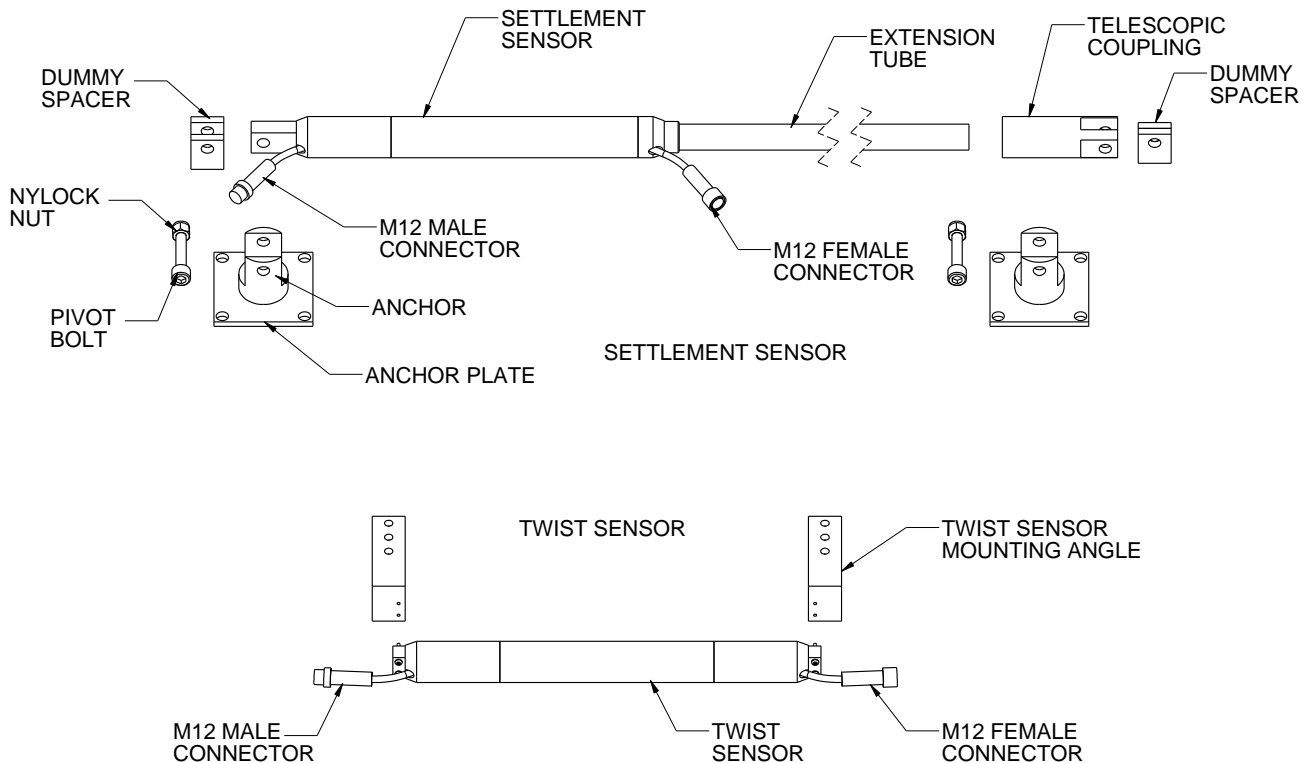 SETTLEMENT
SENSOR
EXTENSION
TUBE
TELESCOPIC
COUPLING
DUMMY
SPACER
DUMMY
SPACER
NYLOCK
NUT
M12 MALE
CONNECTOR
M12 FEMALE
CONNECTOR
ANCHOR
PIVOT
BOLT
ANCHOR PLATE
SETTLEMENT SENSOR
TWIST SENSOR
TWIST SENSOR
MOUNTING ANGLE
M12 MALE
CONNECTOR
TWIST
SENSOR
M12 FEMALE
CONNECTOR